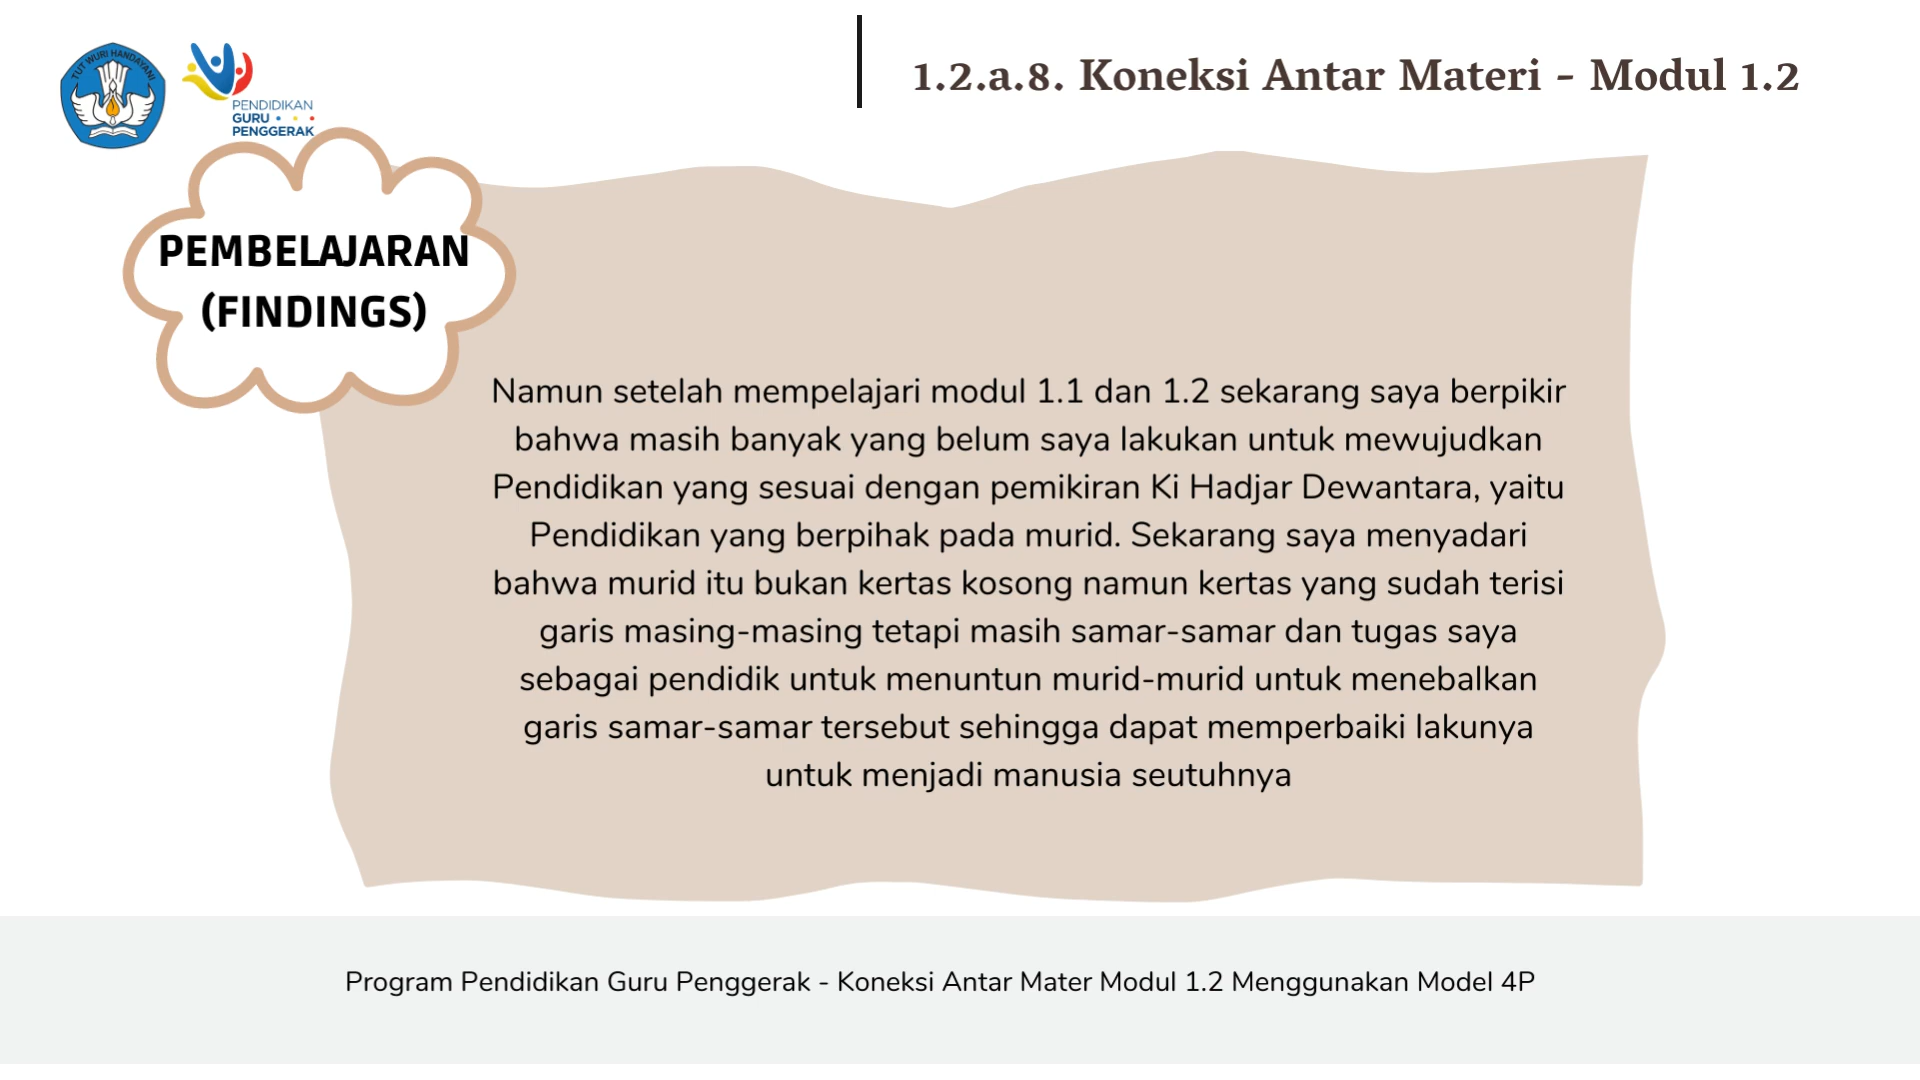 TUT WURI HANDAYANI
PENDIDIKAN
GURU
PENGGERAK
1.2.a.8. Koneksi Antar Materi - Modul 1.2
PEMBELAJARAN
(FINDINGS)
Namun setelah mempelajari modul 1.1 dan 1.2 sekarang saya berpikir
bahwa masih banyak yang belum saya lakukan untuk mewujudkan
Pendidikan yang sesuai dengan pemikiran Ki Hadjar Dewantara, yaitu
Pendidikan yang berpihak pada murid. Sekarang saya menyadari
bahwa murid itu bukan kertas kosong namun kertas yang sudah terisi
garis masing-masing tetapi masih samar-samar dan tugas saya
sebagai pendidik untuk menuntun murid-murid untuk menebalkan
garis samar-samar tersebut sehingga dapat memperbaiki lakunya
untuk menjadi manusia seutuhnya
Program Pendidikan Guru Penggerak - Koneksi Antar Mater Modul 1.2 Menggunakan Model 4P